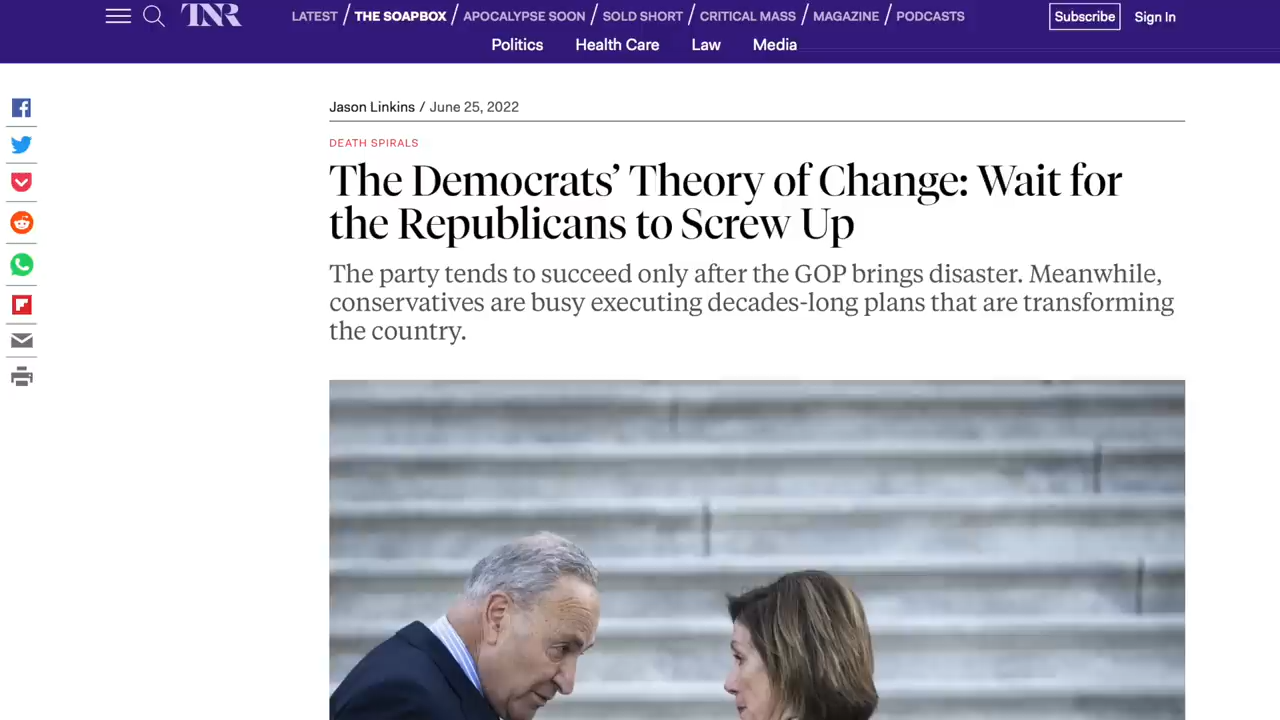 TNR
LATEST / THE SOAPBOX / APOCALYPSE SOON / SOLD SHORT / CRITICAL MASS / MAGAZINE / PODCASTS
Subscribe
Sign In
Politics Health Care Law Media
Jason Linkins / June 25, 2022
DEATH SPIRALS
The Democrats’ Theory of Change: Wait for
the Republicans to Screw Up
The party tends to succeed only after the GOP brings disaster. Meanwhile,
conservatives are busy executing decades-long plans that are transforming
the country.